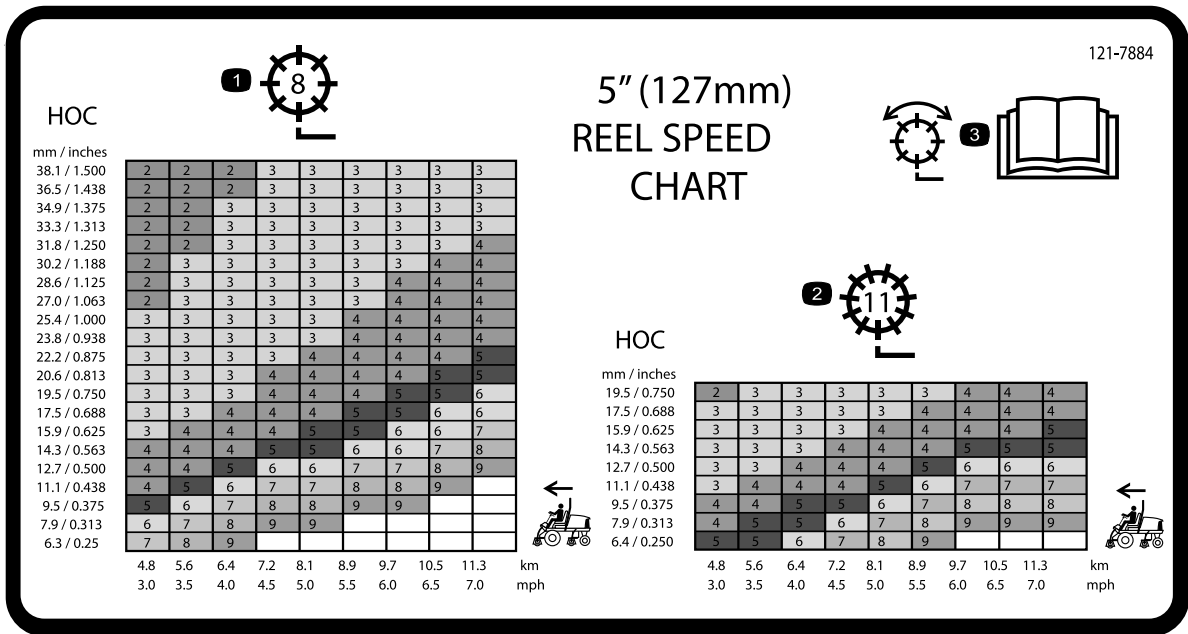 121-7884
1
8
5" (127mm)
REEL SPEED
CHART
3
HOC
mm / inches
38.1 / 1.500 2 2 2 3 3 3 3 3 3
36.5 / 1.438 2 2 2 3 3 3 3 3 3
34.9 / 1.375 2 2 3 3 3 3 3 3 3
33.3 / 1.313 2 2 3 3 3 3 3 3 3
31.8 / 1.250 2 2 3 3 3 3 3 3 4
30.2 / 1.188 2 3 3 3 3 3 3 4 4
28.6 / 1.125 2 3 3 3 3 3 4 4 4
27.0 / 1.063 2 3 3 3 3 3 4 4 4
25.4 / 1.000 3 3 3 3 3 4 4 4 4
23.8 / 0.938 3 3 3 3 3 4 4 4 4
22.2 / 0.875 3 3 3 3 4 4 4 4 5
20.6 / 0.813 3 3 3 4 4 4 4 5 5
19.5 / 0.750 3 3 3 4 4 4 5 5 6
17.5 / 0.688 3 3 4 4 4 5 5 6 6
15.9 / 0.625 3 4 4 4 5 5 6 6 7
14.3 / 0.563 4 4 4 5 5 6 6 7 8
12.7 / 0.500 4 4 5 6 6 7 7 8 9
11.1 / 0.438 4 5 6 7 7 8 8 9
9.5 / 0.375 5 6 7 8 8 9 9
7.9 / 0.313 6 7 8 9 9
6.3 / 0.25 7 8 9
4.8 5.6 6.4 7.2 8.1 8.9 9.7 10.5 11.3 km
3.0 3.5 4.0 4.5 5.0 5.5 6.0 6.5 7.0 mph
2
11
HOC
mm / inches
19.5 / 0.750 2 3 3 3 3 3 4 4 4
17.5 / 0.688 3 3 3 3 3 4 4 4 4
15.9 / 0.625 3 3 3 3 4 4 4 4 5
14.3 / 0.563 3 3 3 4 4 4 5 5 5
12.7 / 0.500 3 3 4 4 4 5 6 6 6
11.1 / 0.438 3 4 4 4 5 6 7 7 7
9.5 / 0.375 4 4 5 5 6 7 8 8 8
7.9 / 0.313 4 5 5 6 7 8 9 9 9
6.4 / 0.250 5 5 6 7 8 9
4.8 5.6 6.4 7.2 8.1 8.9 9.7 10.5 11.3 km
3.0 3.5 4.0 4.5 5.0 5.5 6.0 6.5 7.0 mph